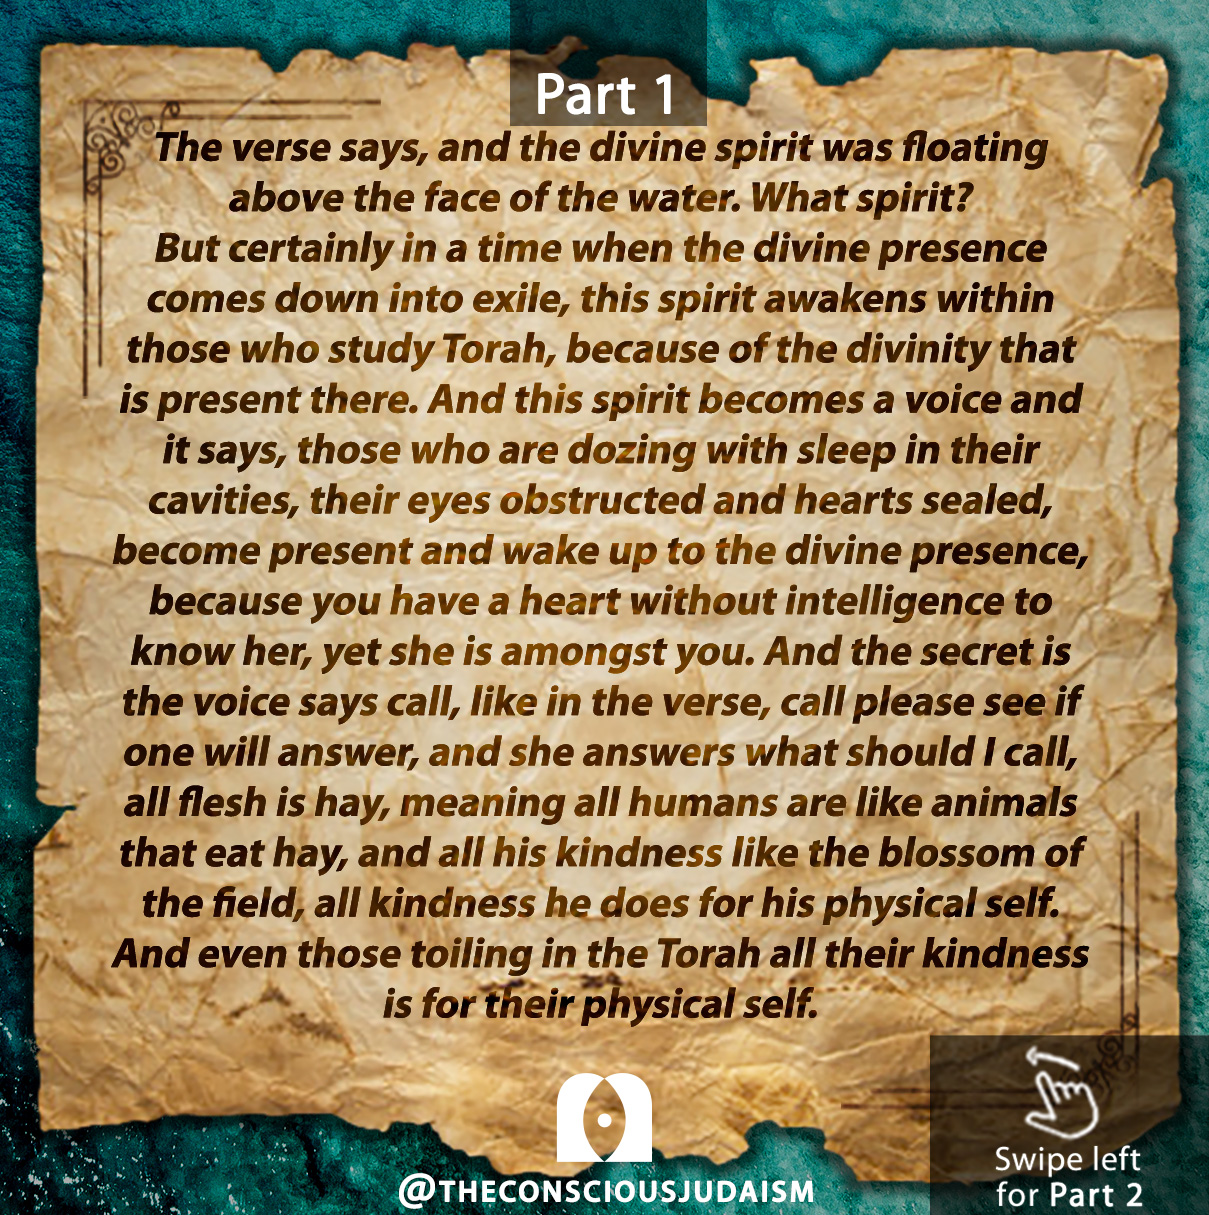 Part 1
The verse says, and the divine spirit was floating
above the face of the water. What spirit?
But certainly in a time when the divine presence
comes down into exile, this spirit awakens within
those who study Torah, because of the divinity that
is present there. And this spirit becomes a voice and
it says, those who are dozing with sleep in their
cavities, their eyes obstructed and hearts sealed,
become present and wake up to the divine presence,
because you have a heart without intelligence to
know her, yet she is amongst you. And the secret is
the voice says call, like in the verse, call please see if
one will answer, and she answers what should I call,
all flesh is hay, meaning all humans are like animals
that eat hay, and all his kindness like the blossom of
the field, all kindness he does for his physical self.
And even those toiling in the Torah all their kindness
is for their physical self.
@THECONSCIOUSJUDAISM
Swipe left
for Part 2